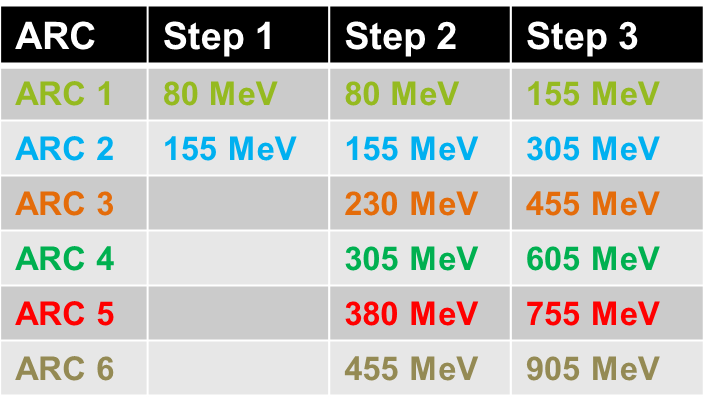 ARC Step 1 Step 2 Step 3
ARC 1 80 MeV 80 MeV 155 MeV
ARC 2 155 MeV 155 MeV 305 MeV
ARC 3 230 MeV 455 MeV
ARC 4 305 MeV 605 MeV
ARC 5 380 MeV 755 MeV
ARC 6 455 MeV 905 MeV